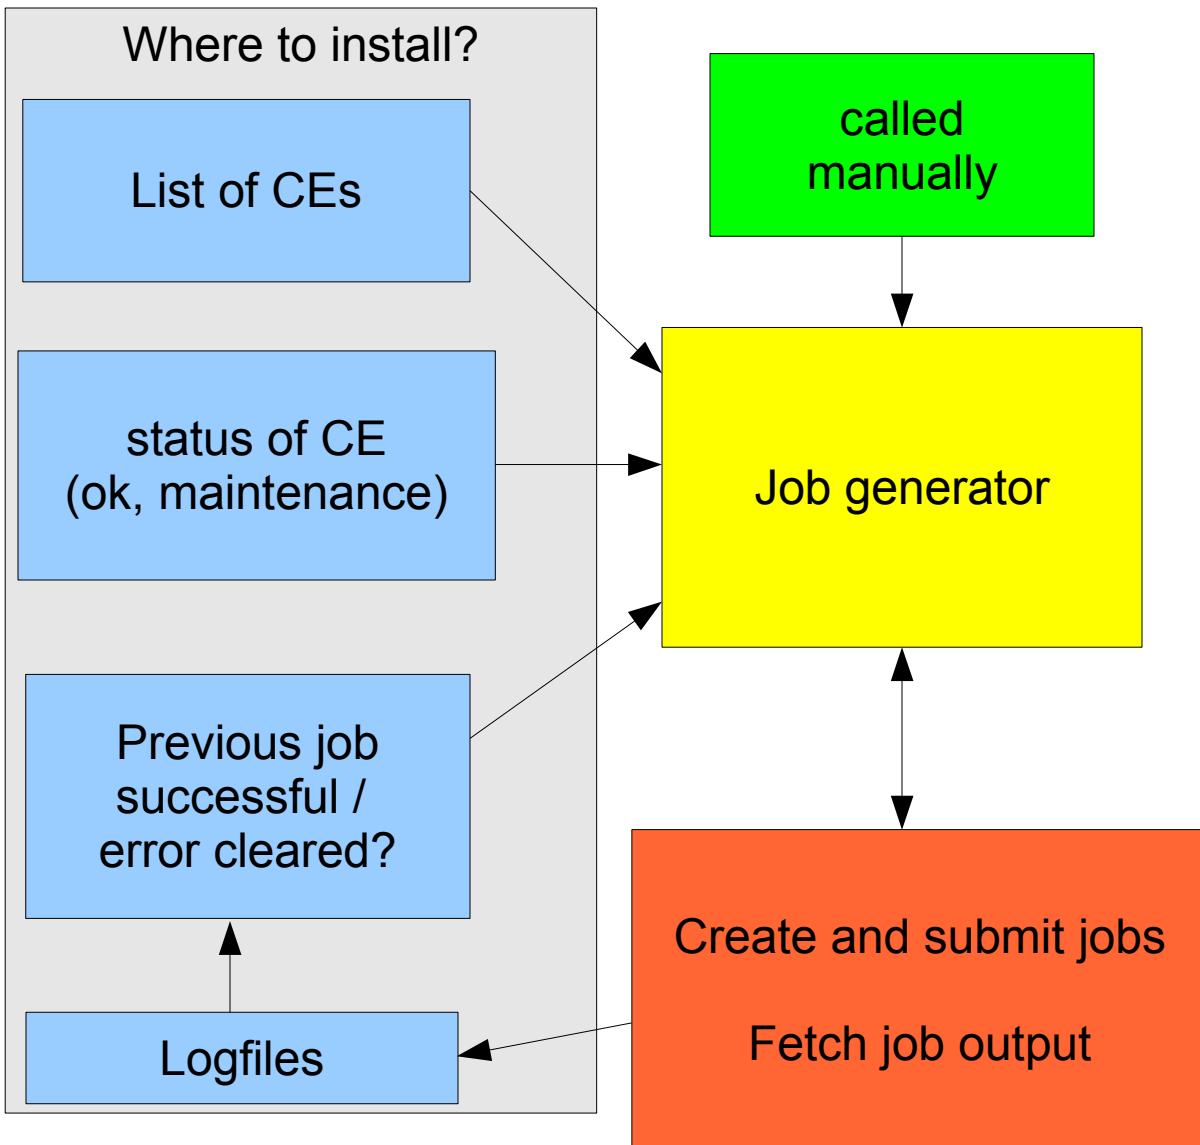 Where to install?
List of CEs
status of CE
(ok, maintenance)
Previous job
successful /
error cleared?
Logfiles
called
manually
Job generator
Create and submit jobs
Fetch job output